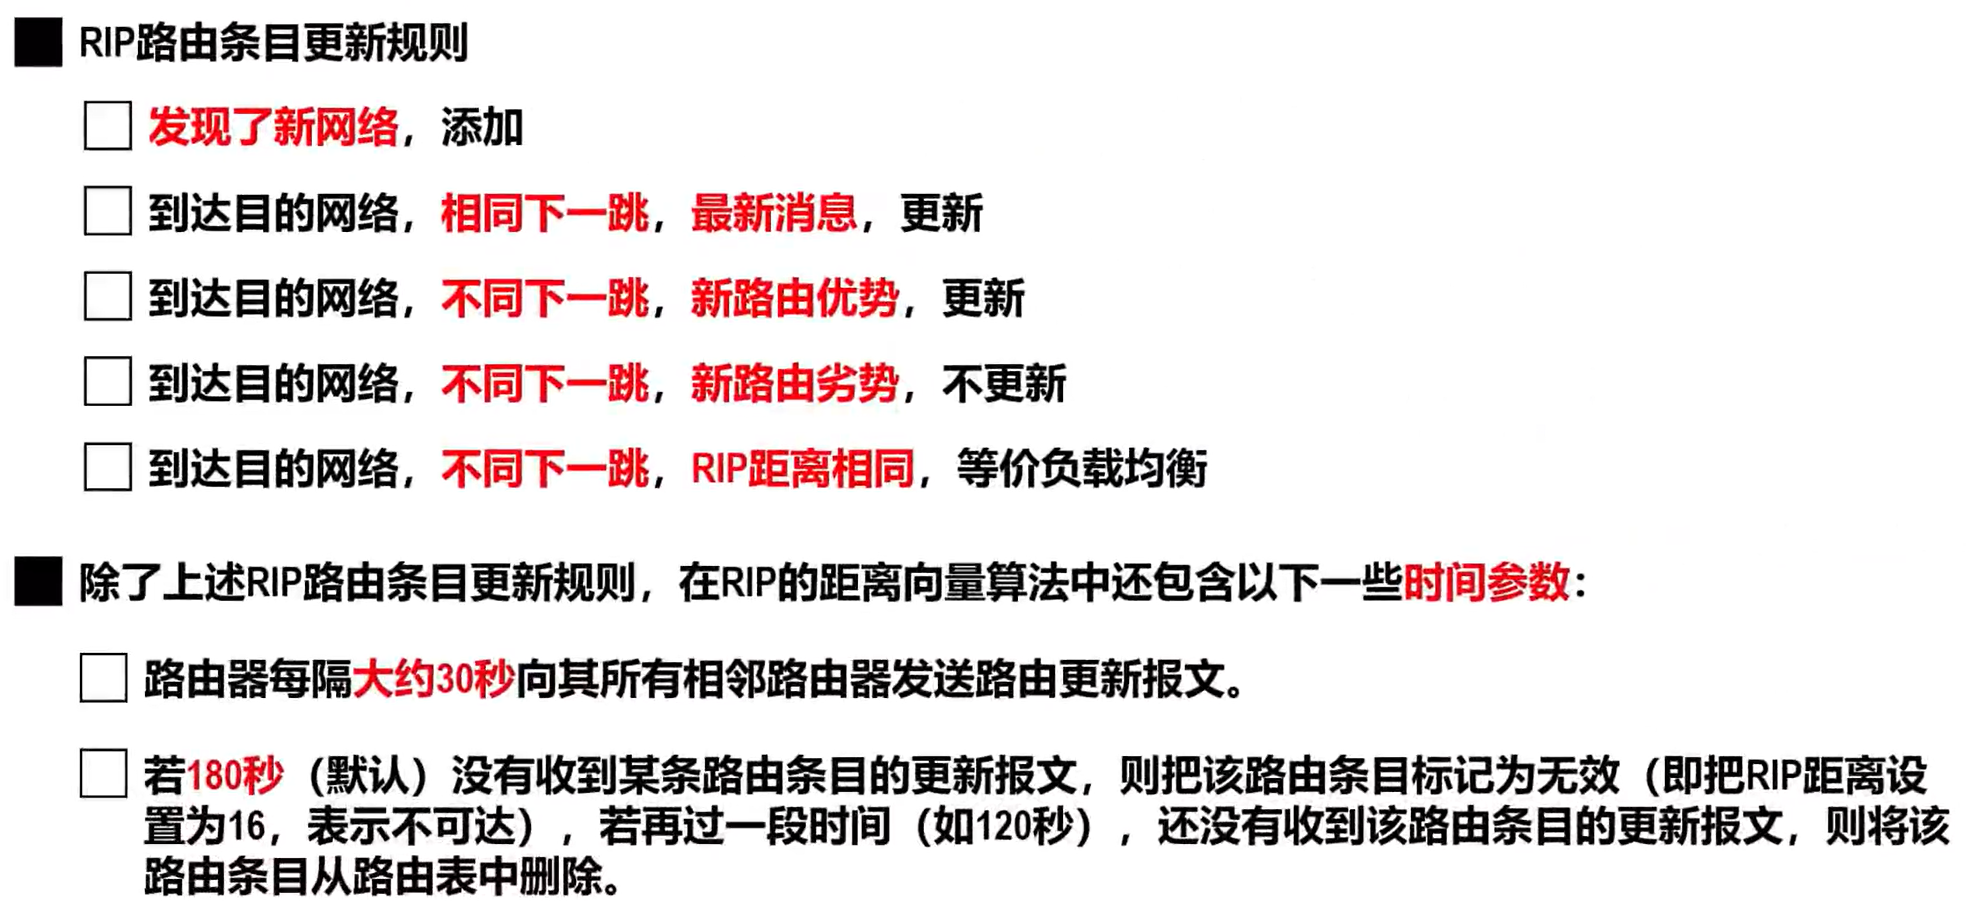 RIP路由条目更新规则
发现了新网络，添加
到达目的网络，相同下一跳，最新消息，更新
到达目的网络，不同下一跳，新路由优势，更新
到达目的网络，不同下一跳，新路由劣势，不更新
到达目的网络，不同下一跳，RIP距离相同，等价负载均衡
除了上述RIP路由条目更新规则，在RIP的距离向量算法中还包含以下一些时间参数：
路由器每隔大约30秒向其所有相邻路由器发送路由更新报文。
若180秒（默认）没有收到某条路由条目的更新报文，则把该路由条目标记为无效（即把RIP距离设
置为16，表示不可达），若再过一段时间（如120秒），还没有收到该路由条目的更新报文，则将该
路由条目从路由表中删除。